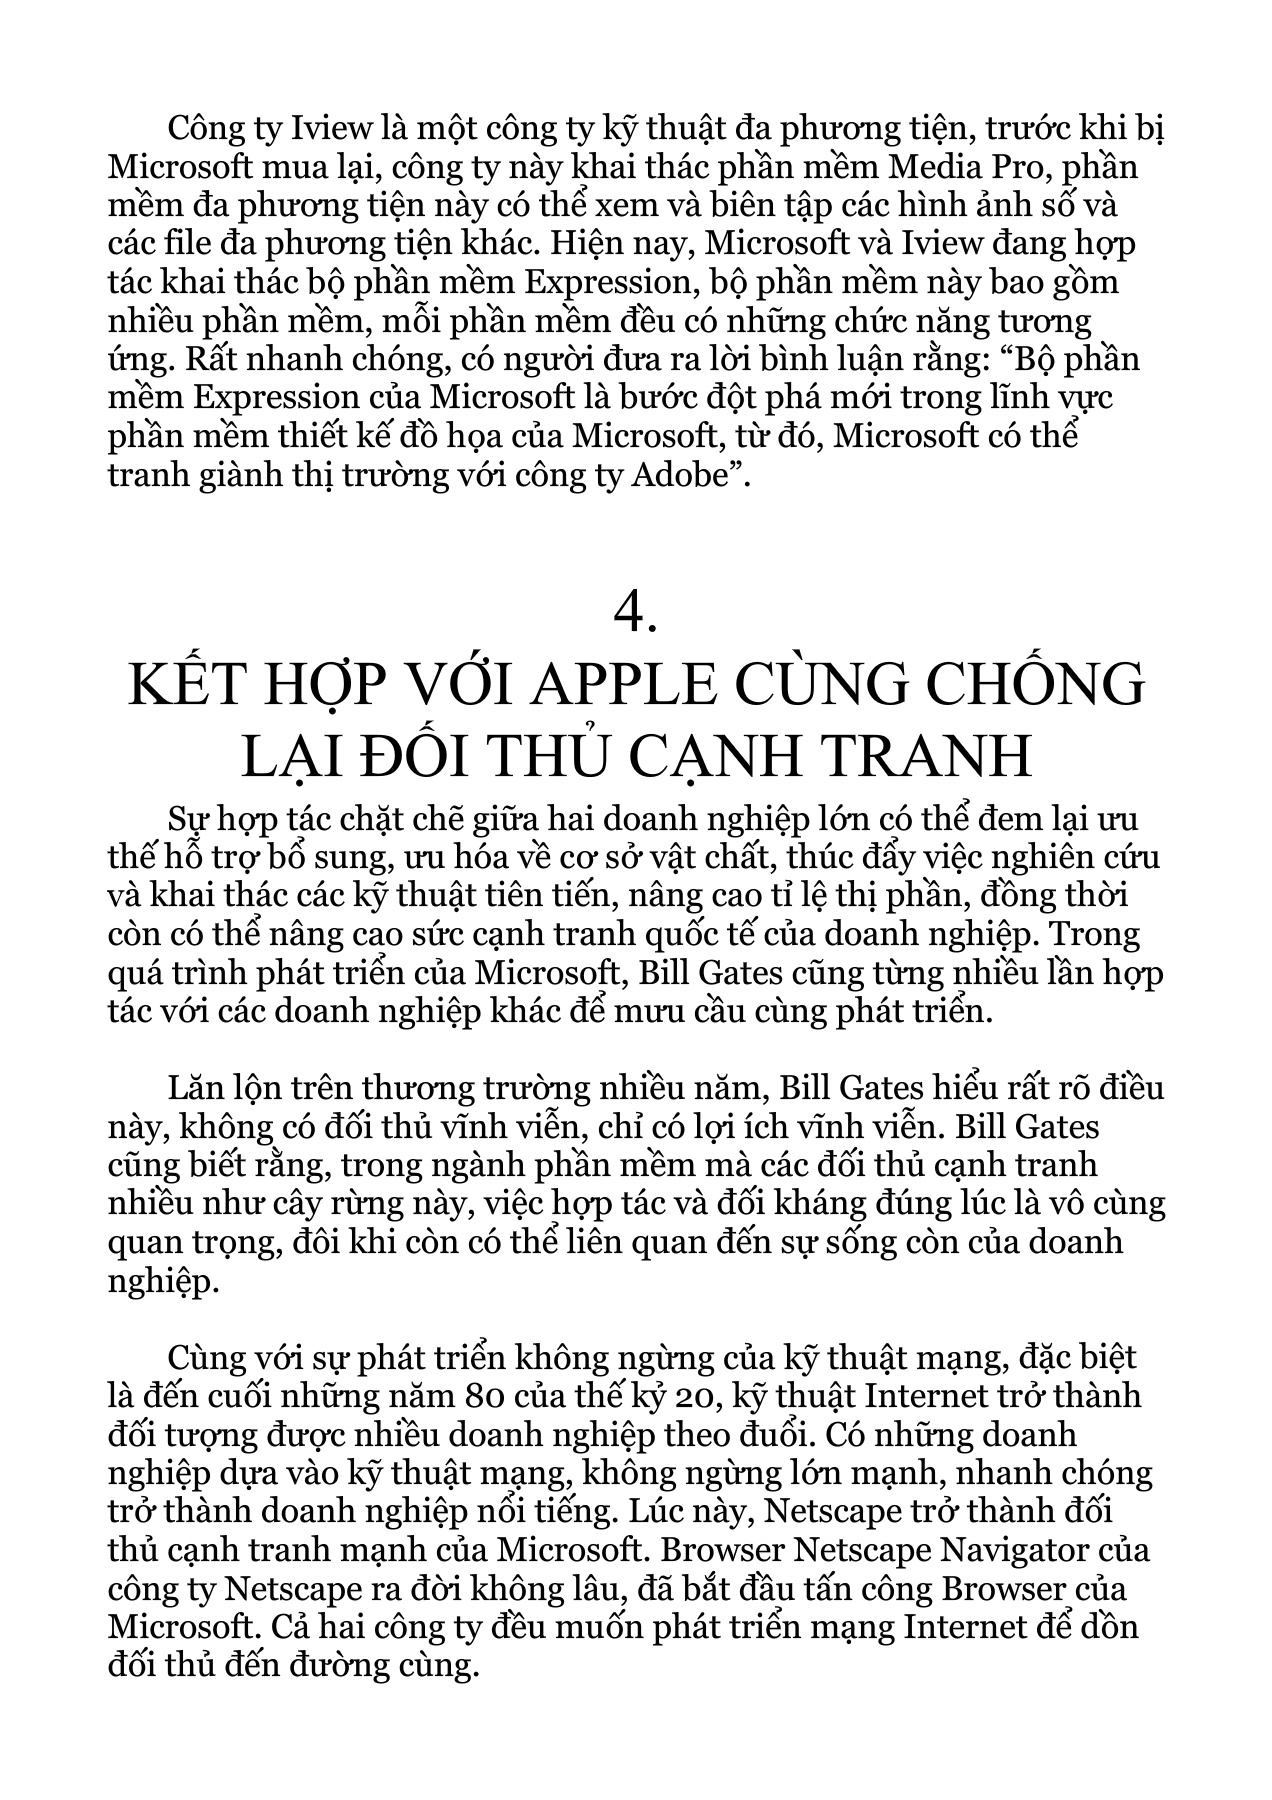 Công ty Iview là một công ty kỹ thuật đa phương tiện, trước khi bị
Microsoft mua lại, công ty này khai thác phần mềm Media Pro, phần
mềm đa phương tiện này có thể xem và biên tập các hình ảnh số và
các file đa phương tiện khác. Hiện nay, Microsoft và Iview đang hợp
tác khai thác bộ phần mềm Expression, bộ phần mềm này bao gồm
nhiều phần mềm, mỗi phần mềm đều có những chức năng tương
ứng. Rất nhanh chóng, có người đưa ra lời bình luận rằng: “Bộ phần
mềm Expression của Microsoft là bước đột phá mới trong lĩnh vực
phần mềm thiết kế đồ họa của Microsoft, từ đó, Microsoft có thể
tranh giành thị trường với công ty Adobe”.
4.
KẾT HỢP VỚI APPLE CÙNG CHỐNG
LẠI ĐỐI THỦ CẠNH TRANH
Sự hợp tác chặt chẽ giữa hai doanh nghiệp lớn có thể đem lại ưu
thế hỗ trợ bổ sung, ưu hóa về cơ sở vật chất, thúc đẩy việc nghiên cứu
và khai thác các kỹ thuật tiên tiến, nâng cao tỉ lệ thị phần, đồng thời
còn có thể nâng cao sức cạnh tranh quốc tế của doanh nghiệp. Trong
quá trình phát triển của Microsoft, Bill Gates cũng từng nhiều lần hợp
tác với các doanh nghiệp khác để mưu cầu cùng phát triển.
Lăn lộn trên thương trường nhiều năm, Bill Gates hiểu rất rõ điều
này, không có đối thủ vĩnh viễn, chỉ có lợi ích vĩnh viễn. Bill Gates
cũng biết rằng, trong ngành phần mềm mà các đối thủ cạnh tranh
nhiều như cây rừng này, việc hợp tác và đối kháng đúng lúc là vô cùng
quan trọng, đôi khi còn có thể liên quan đến sự sống còn của doanh
nghiệp.
Cùng với sự phát triển không ngừng của kỹ thuật mạng, đặc biệt
là đến cuối những năm 80 của thế kỷ 20, kỹ thuật Internet trở thành
đối tượng được nhiều doanh nghiệp theo đuổi. Có những doanh
nghiệp dựa vào kỹ thuật mạng, không ngừng lớn mạnh, nhanh chóng
trở thành doanh nghiệp nổi tiếng. Lúc này, Netscape trở thành đối
thủ cạnh tranh mạnh của Microsoft. Browser Netscape Navigator của
công ty Netscape ra đời không lâu, đã bắt đầu tấn công Browser của
Microsoft. Cả hai công ty đều muốn phát triển mạng Internet để dồn
đối thủ đến đường cùng.